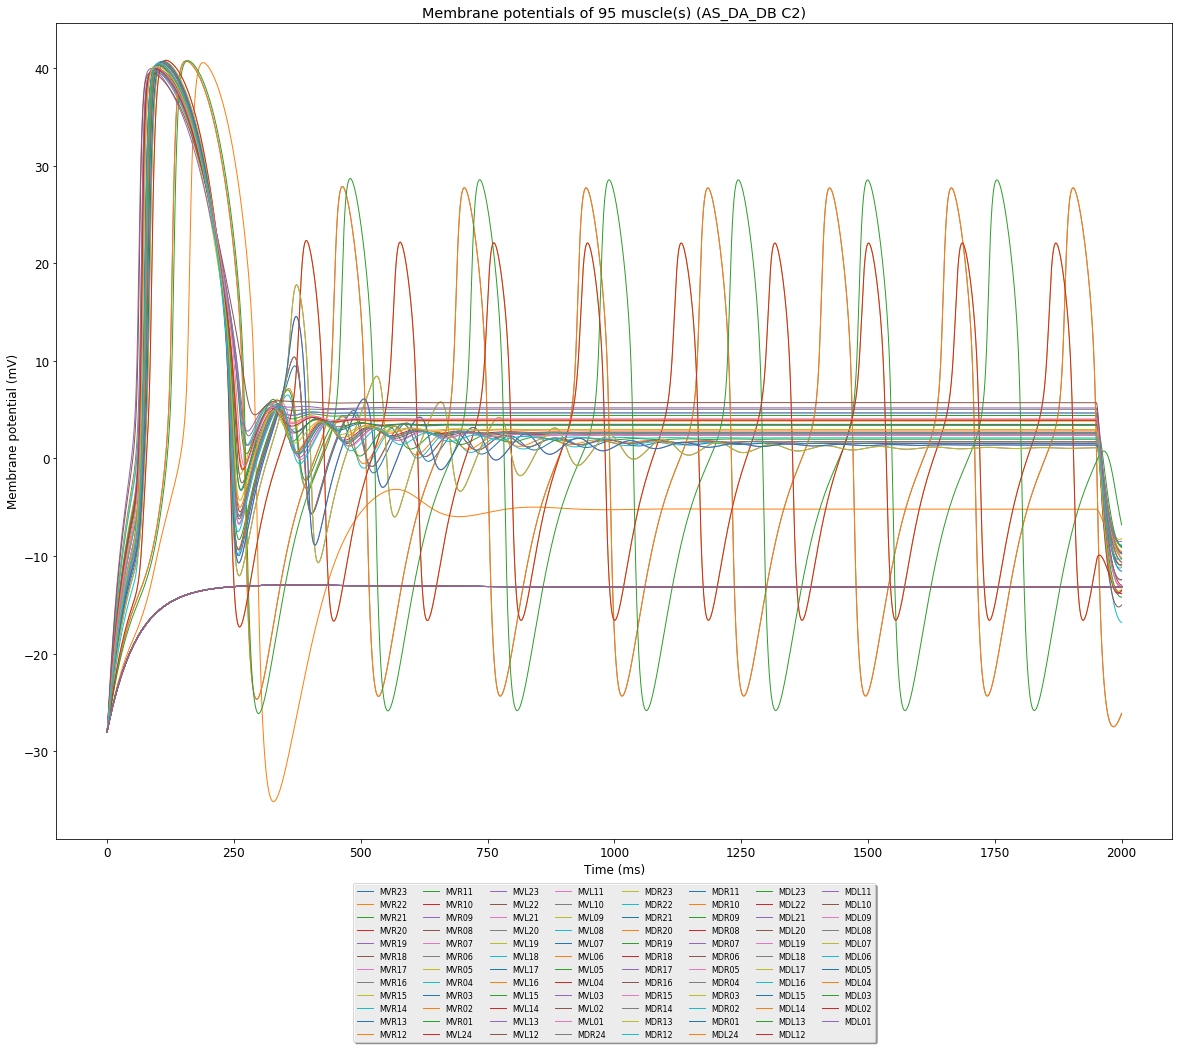 Membrane potentials of 95 muscle(s) (AS_DA_DB C2)
Membrane potential (mV)
40
30
20
10
0
−10
−20
−30
0 250 500 750 1000 1250 1500 1750 2000
Time (ms)
MVR23 MVR11 MVL23 MVL11 MDR23 MDR11 MDL23 MDL11
MVR22 MVR10 MVL22 MVL10 MDR22 MDR10 MDL22 MDL10
MVR21 MVR09 MVL21 MVL09 MDR21 MDR09 MDL21 MDL09
MVR20 MVR08 MVL20 MVL08 MDR20 MDR08 MDL20 MDL08
MVR19 MVR07 MVL19 MVL07 MDR19 MDR07 MDL19 MDL07
MVR18 MVR06 MVL18 MVL06 MDR18 MDR06 MDL18 MDL06
MVR17 MVR05 MVL17 MVL05 MDR17 MDR05 MDL17 MDL05
MVR16 MVR04 MVL16 MVL04 MDR16 MDR04 MDL16 MDL04
MVR15 MVR03 MVL15 MVL03 MDR15 MDR03 MDL15 MDL03
MVR14 MVR02 MVL14 MVL02 MDR14 MDR02 MDL14 MDL02
MVR13 MVR01 MVL13 MVL01 MDR13 MDR01 MDL13 MDL01
MVR12 MVL24 MVL12 MDR24 MDR12 MDL24 MDL12